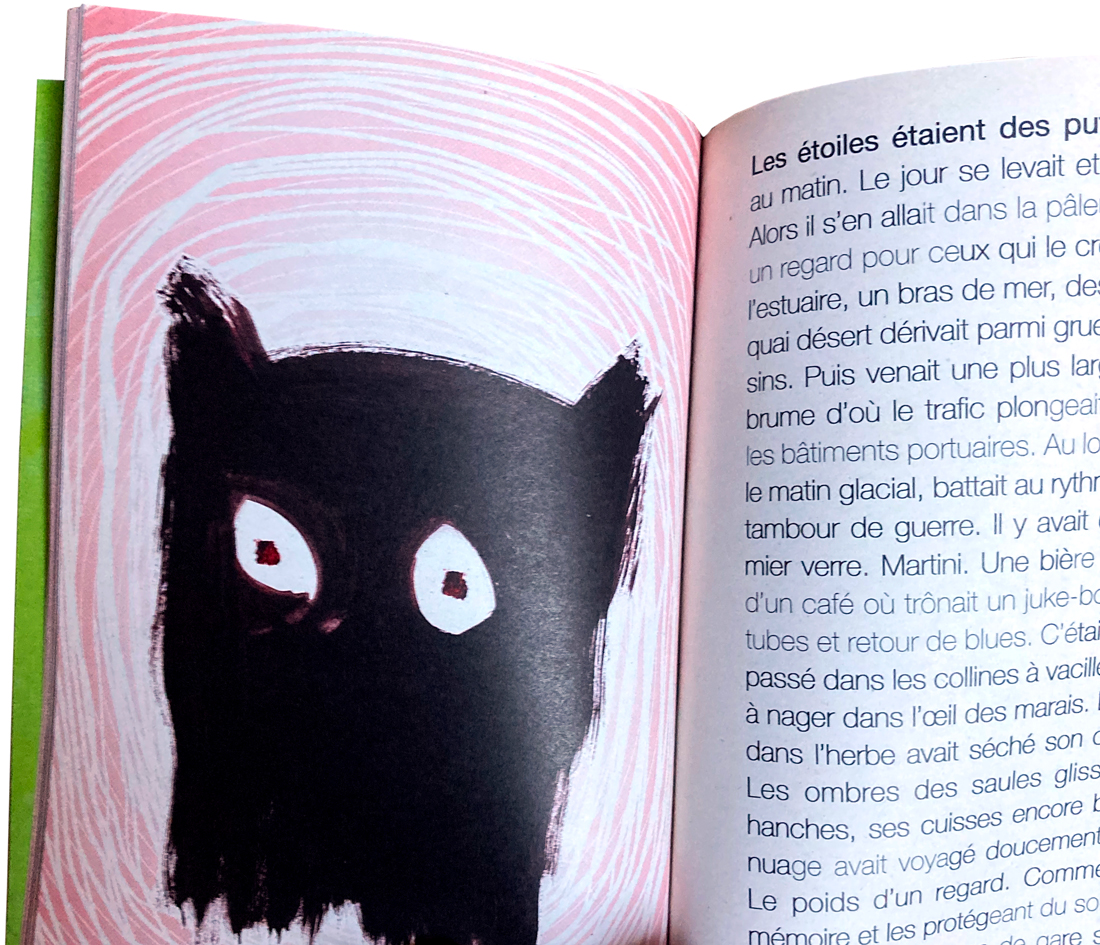 Les étoiles étaient des pu
au matin. Le jour se levait et
Alors il s'en allait dans la pâle
un regard pour ceux qui le cr
l'estuaire, un bras de mer, des
quai désert dérivait parmi grue
sins. Puis venait une plus larg
brume d'où le trafic plongeait
les bâtiments portuaires. Au lo
le matin glacial, battait au ryth
tambour de guerre. Il y avait
mier verre. Martini. Une bière
d'un café où trônait un juke-bo
tubes et retour de blues. C'étai
passé dans les collines à vacille
à nager dans l'œil des marais.
dans l'herbe avait séché son
Les ombres des saules gliss
hanches, ses cuisses encore b
nuage avait voyagé doucement
Le poids d'un regard. Comme
mémoire et les protégeant du so
de gare s